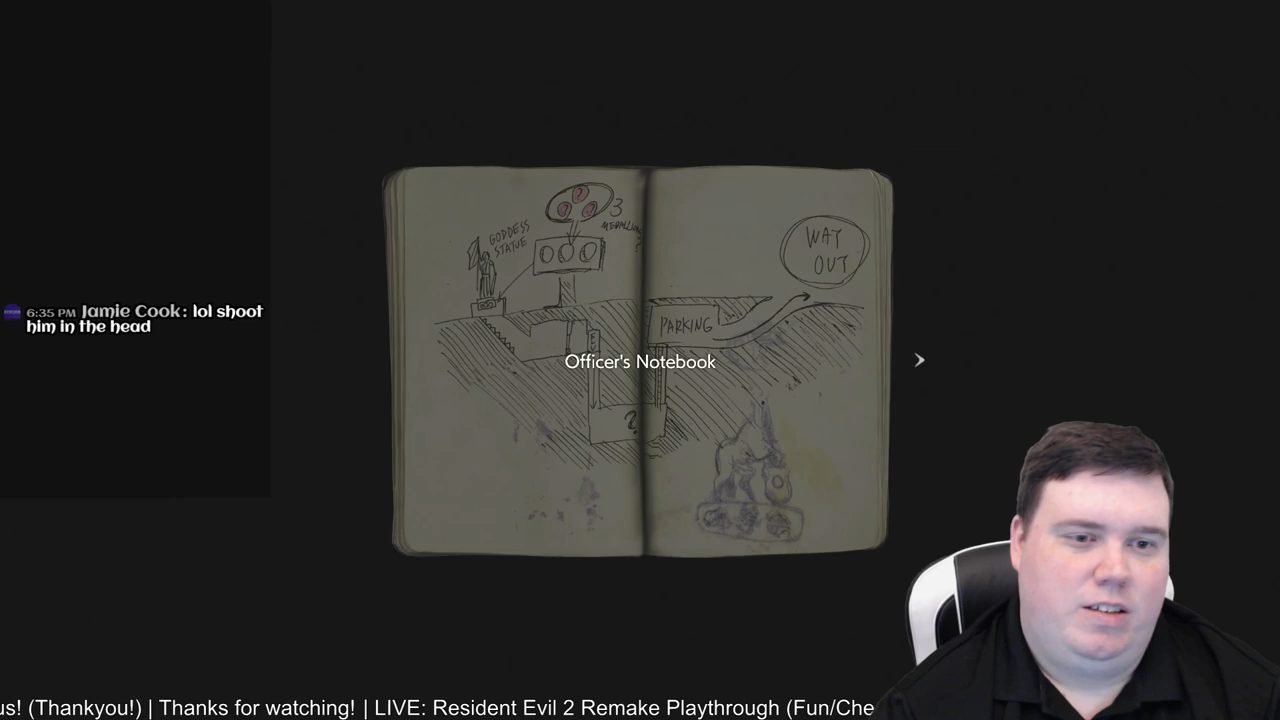 6:35 PM Jamie Cook: lol shoot
him in the head
3
GODDESS
STATUE
WAY
OUT
PARKING
?
Officer's Notebook
us! (Thankyou!) | Thanks for watching! | LIVE: Resident Evil 2 Remake Playthrough (Fun/Che